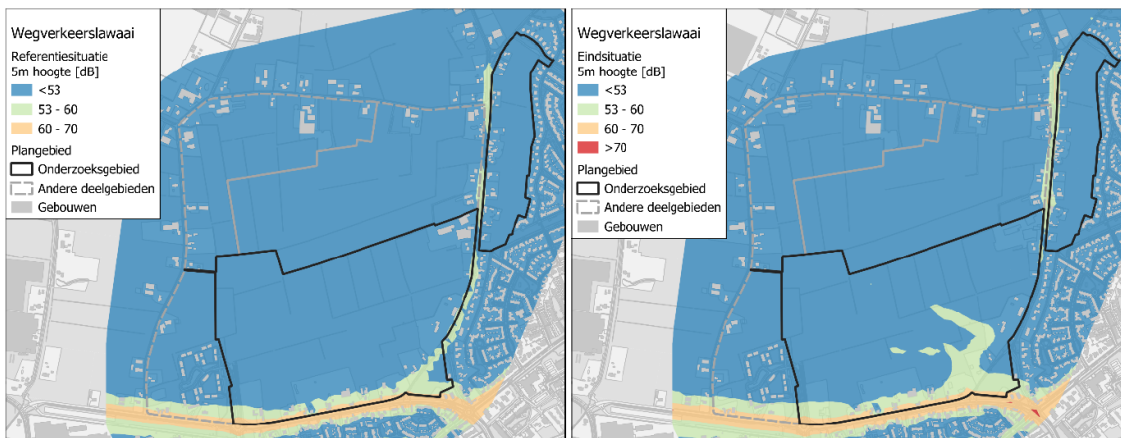 Wegverkeerslawaai
Referentiesituatie
5m hoogte [dB]
<53
53 - 60
60 - 70
Plangebied
Onderzoeksgebied
Andere deelgebieden
Gebouwen
Wegverkeerslawaai
Eindsituatie
5m hoogte [dB]
<53
53 - 60
60 - 70
>70
Plangebied
Onderzoeksgebied
Andere deelgebieden
Gebouwen